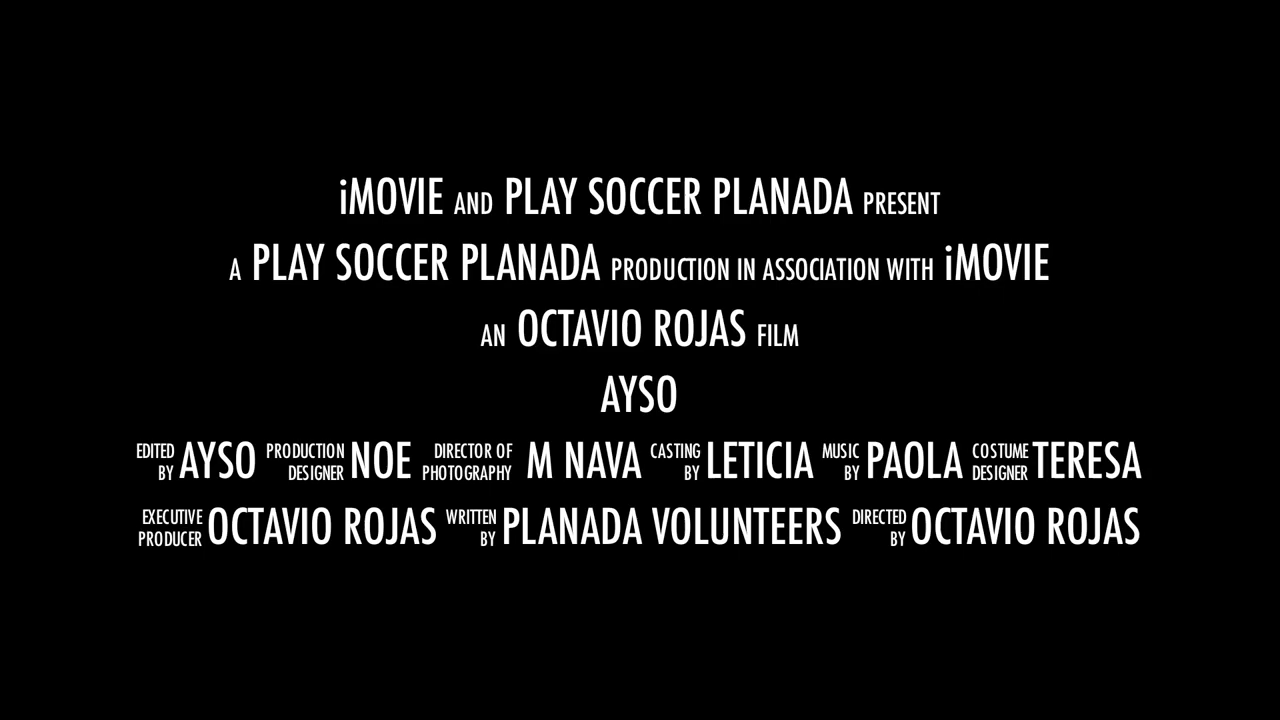 iMOVIE AND PLAY SOCCER PLANADA PRESENT
A PLAY SOCCER PLANADA PRODUCTION IN ASSOCIATION WITH iMOVIE
AN OCTAVIO ROJAS FILM
AYSO
EDITED BY AYSO PRODUCTION DESIGNER NOE DIRECTOR OF PHOTOGRAPHY M NAVA CASTING BY LETICIA MUSIC BY PAOLA COSTUME DESIGNER TERESA
EXECUTIVE PRODUCER OCTAVIO ROJAS WRITTEN BY PLANADA VOLUNTEERS DIRECTED BY OCTAVIO ROJAS